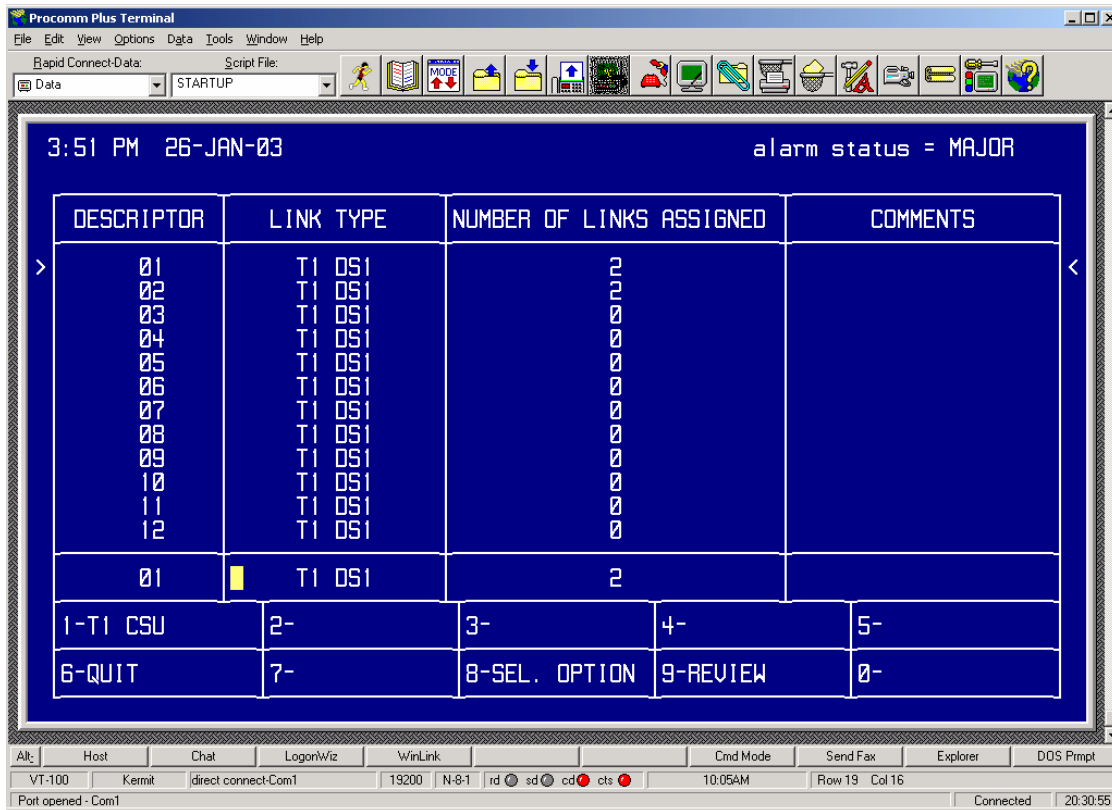 Procomm Plus Terminal
File Edit View Options Data Tools Window Help
Rapid Connect-Data: Script File:
Data STARTUP
MODE
3:51 PM 26-JAN-03 alarm status = MAJOR
DESCRIPTOR LINK TYPE NUMBER OF LINKS ASSIGNED COMMENTS
> 01 T1 DS1 2 <
02 T1 DS1 2
03 T1 DS1 0
04 T1 DS1 0
05 T1 DS1 0
06 T1 DS1 0
07 T1 DS1 0
08 T1 DS1 0
09 T1 DS1 0
10 T1 DS1 0
11 T1 DS1 0
12 T1 DS1 0
01 T1 DS1 2
1-T1 CSU 2- 3- 4- 5-
6-QUIT 7- 8-SEL. OPTION 9-REVIEW 0-
Alt: Host Chat LogonWiz WinLink Cmd Mode Send Fax Explorer DOS Prmpt
VT-100 Kermit direct connect-Com1 19200 N-8-1 rd sd cd cts 10:05AM Row 19 Col 16
Port opened - Com1 Connected 20:30:55